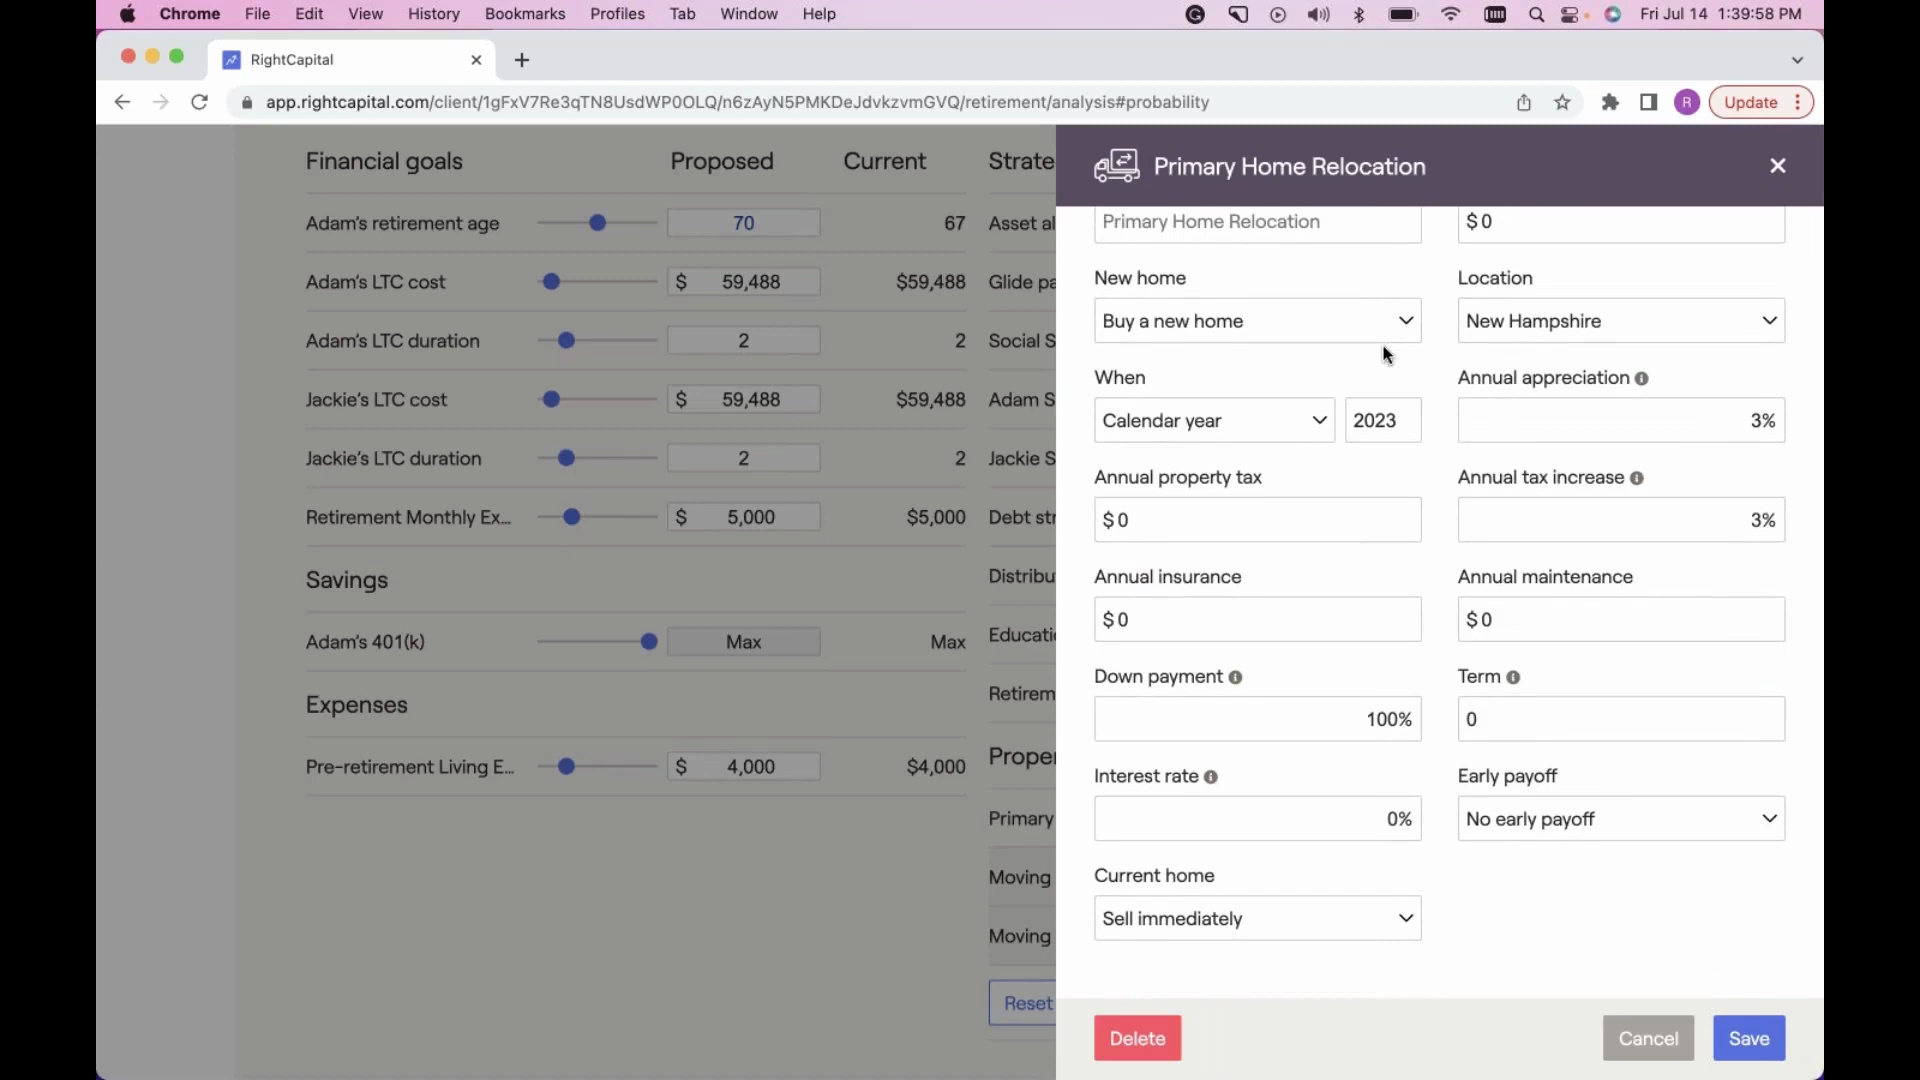 Chrome File Edit View History Bookmarks Profiles Tab Window Help Fri Jul 14 1:39:58 PM
RightCapital
app.rightcapital.com/client/1gFxV7Re3qTN8UsdWP0OLQ/n6zAyN5PMKDeJdvkzvmGVQ/retirement/analysis#probability
R
Update
Financial goals Proposed Current
Adam's retirement age 70 67
Adam's LTC cost $ 59,488 $59,488
Adam's LTC duration 2 2
Jackie's LTC cost $ 59,488 $59,488
Jackie's LTC duration 2 2
Retirement Monthly Ex... $ 5,000 $5,000
Savings
Adam's 401(k) Max Max
Expenses
Pre-retirement Living E... $ 4,000 $4,000
Strate
Asset al
Glide pa
Social S
Adam S
Jackie S
Debt str
Distribu
Educati
Retirem
Proper
Primary
Moving
Moving
Reset
Primary Home Relocation
Primary Home Relocation $ 0
New home Location
Buy a new home New Hampshire
When Annual appreciation
Calendar year 2023 3%
Annual property tax Annual tax increase
$ 0 3%
Annual insurance Annual maintenance
$ 0 $ 0
Down payment Term
100% 0
Interest rate Early payoff
0% No early payoff
Current home
Sell immediately
Delete Cancel Save